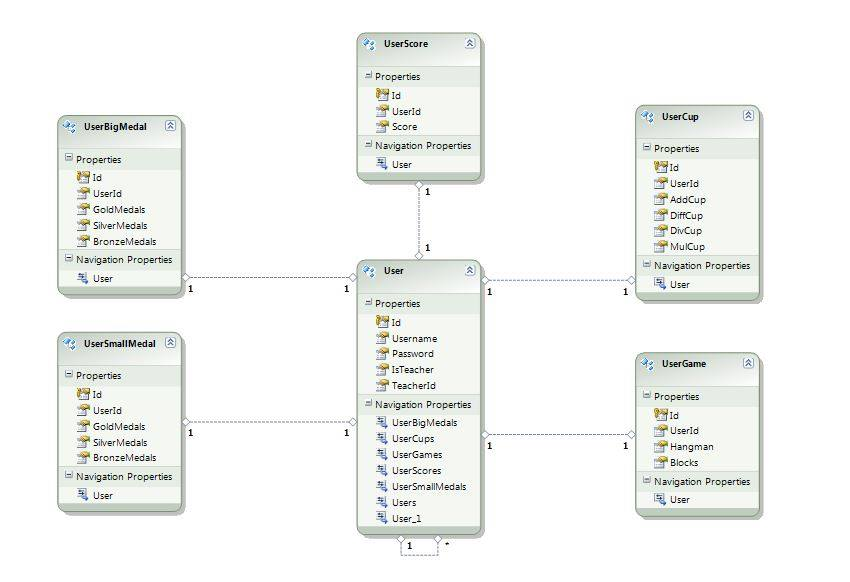 UserScore
Properties
Id
UserId
Score
Navigation Properties
User
1
UserBigMedal
Properties
Id
UserId
GoldMedals
SilverMedals
BronzeMedals
Navigation Properties
User
1
UserCup
Properties
Id
UserId
AddCup
DiffCup
DivCup
MulCup
Navigation Properties
User
1
1
User
Properties
Id
Username
Password
IsTeacher
TeacherId
Navigation Properties
UserBigMedals
UserCups
UserGames
UserScores
UserSmallMedals
Users
User_1
1
1
1
1
1
*
UserSmallMedal
Properties
Id
UserId
GoldMedals
SilverMedals
BronzeMedals
Navigation Properties
User
1
UserGame
Properties
Id
UserId
Hangman
Blocks
Navigation Properties
User
1